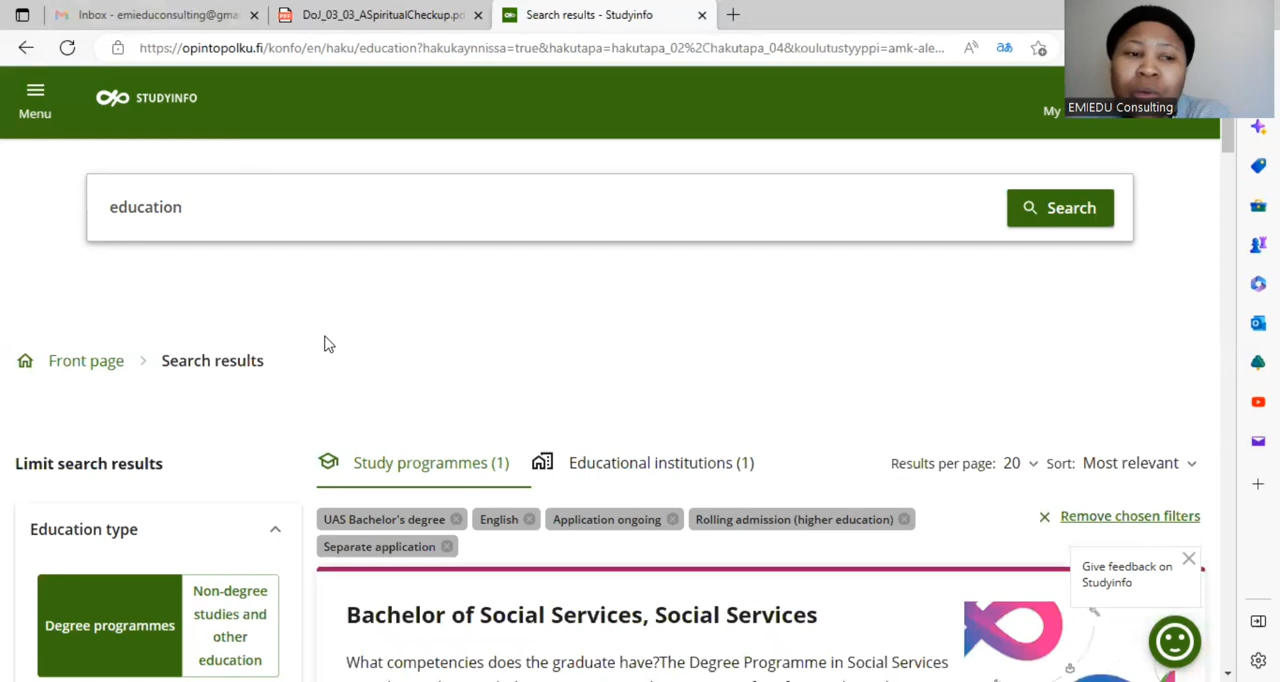 Inbox - emieduconsulting@gma
DoJ_03_03_ASpiritualCheckup.pd
Search results - Studyinfo
https://opintopolku.fi/konfo/en/haku/education?hakukaynnissa=true&hakutapa=hakutapa_02%2Chakutapa_04&koulutustyyppi=amk-ale...
EMIEDU Consulting
Menu
STUDYINFO
My
education
Search
Front page
Search results
Limit search results
Study programmes (1)
Educational institutions (1)
Results per page: 20
Sort: Most relevant
UAS Bachelor's degree
English
Application ongoing
Rolling admission (higher education)
Remove chosen filters
Separate application
Education type
Degree programmes
Non-degree
studies and
other
education
Give feedback on
Studyinfo
Bachelor of Social Services, Social Services
What competencies does the graduate have?The Degree Programme in Social Services